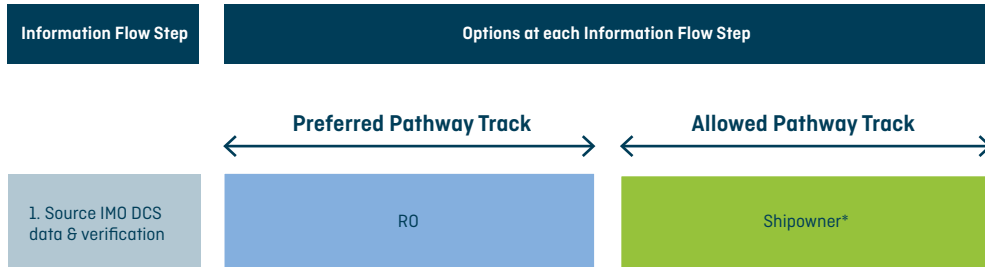 Information Flow Step
Options at each Information Flow Step
Preferred Pathway Track
Allowed Pathway Track
1. Source IMO DCS
data & verification
RO
Shipowner*